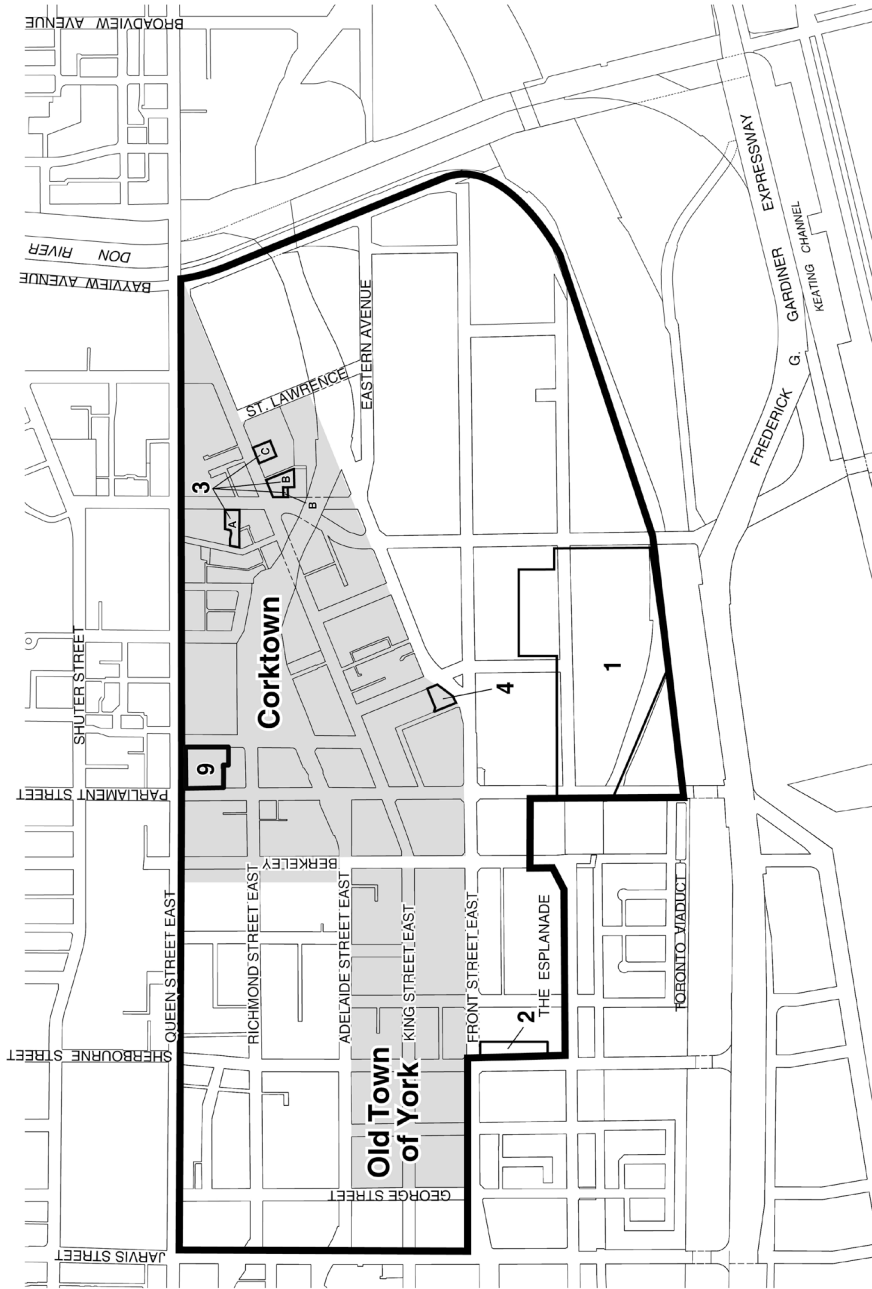 JARVIS STREET
GEORGE STREET
SHERBOURNE STREET
BERKELEY
PARLIAMENT STREET
SHUTER STREET
BAYVIEW AVENUE
DON
RIVER
BROADVIEW AVENUE
QUEEN STREET EAST
RICHMOND STREET EAST
ADELAIDE STREET EAST
KING STREET EAST
FRONT STREET EAST
THE ESPLANADE
TORONTO VIADUCT
Old Town
of York
Corktown
9
3
A
B
B
C
ST. LAWRENCE
EASTERN AVENUE
4
2
1
FREDERICK G. GARDINER EXPRESSWAY
KEATING CHANNEL